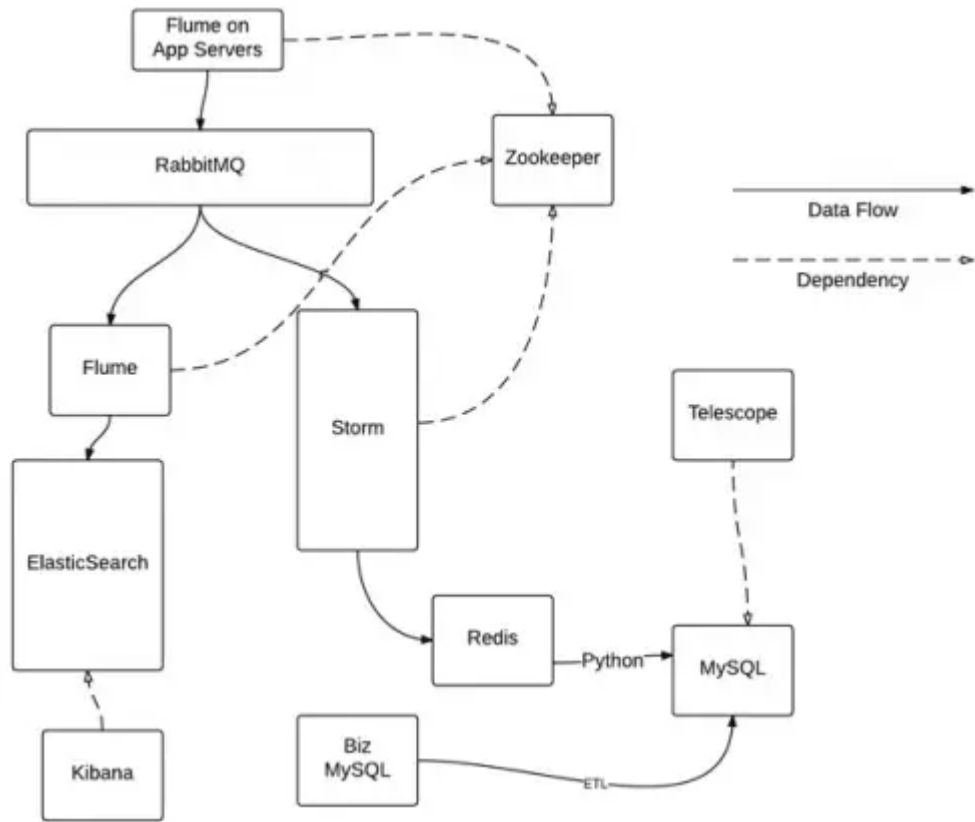 Flume on
App Servers
RabbitMQ
Zookeeper
Data Flow
Dependency
Flume
Storm
Telescope
ElasticSearch
Redis
Python
MySQL
Kibana
Biz
MySQL
ETL